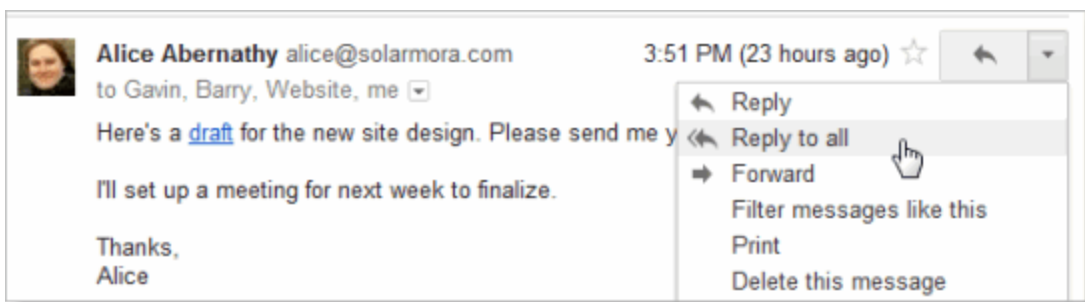 Alice Abernathy alice@solarmora.com 3:51 PM (23 hours ago)
to Gavin, Barry, Website, me
Here's a draft for the new site design. Please send me y
I'll set up a meeting for next week to finalize.
Thanks,
Alice
Reply
Reply to all
Forward
Filter messages like this
Print
Delete this message